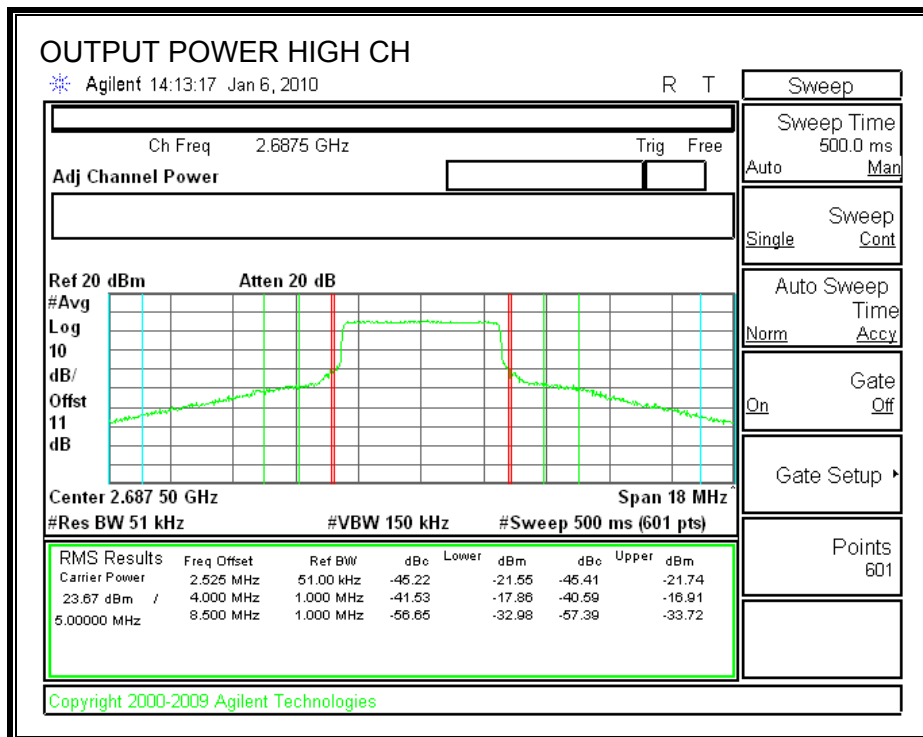 OUTPUT POWER HIGH CH
Agilent 14:13:17 Jan 6, 2010 R T
Ch Freq 2.6875 GHz Trig Free
Adj Channel Power
Ref 20 dBm Atten 20 dB
#Avg
Log
10
dB/
Offst
11
dB
Center 2.687 50 GHz Span 18 MHz
#Res BW 51 kHz #VBW 150 kHz #Sweep 500 ms (601 pts)
RMS Results Freq Offset Ref BW dBc Lower dBm dBc Upper dBm
Carrier Power 2.525 MHz 51.00 kHz -45.22 -21.55 -45.41 -21.74
23.67 dBm / 4.000 MHz 1.000 MHz -41.53 -17.86 -40.59 -16.91
5.00000 MHz 8.500 MHz 1.000 MHz -56.65 -32.98 -57.39 -33.72
Copyright 2000-2009 Agilent Technologies
Sweep
Sweep Time
500.0 ms
Auto Man
Sweep
Single Cont
Auto Sweep
Time
Norm Accy
Gate
On Off
Gate Setup
Points
601